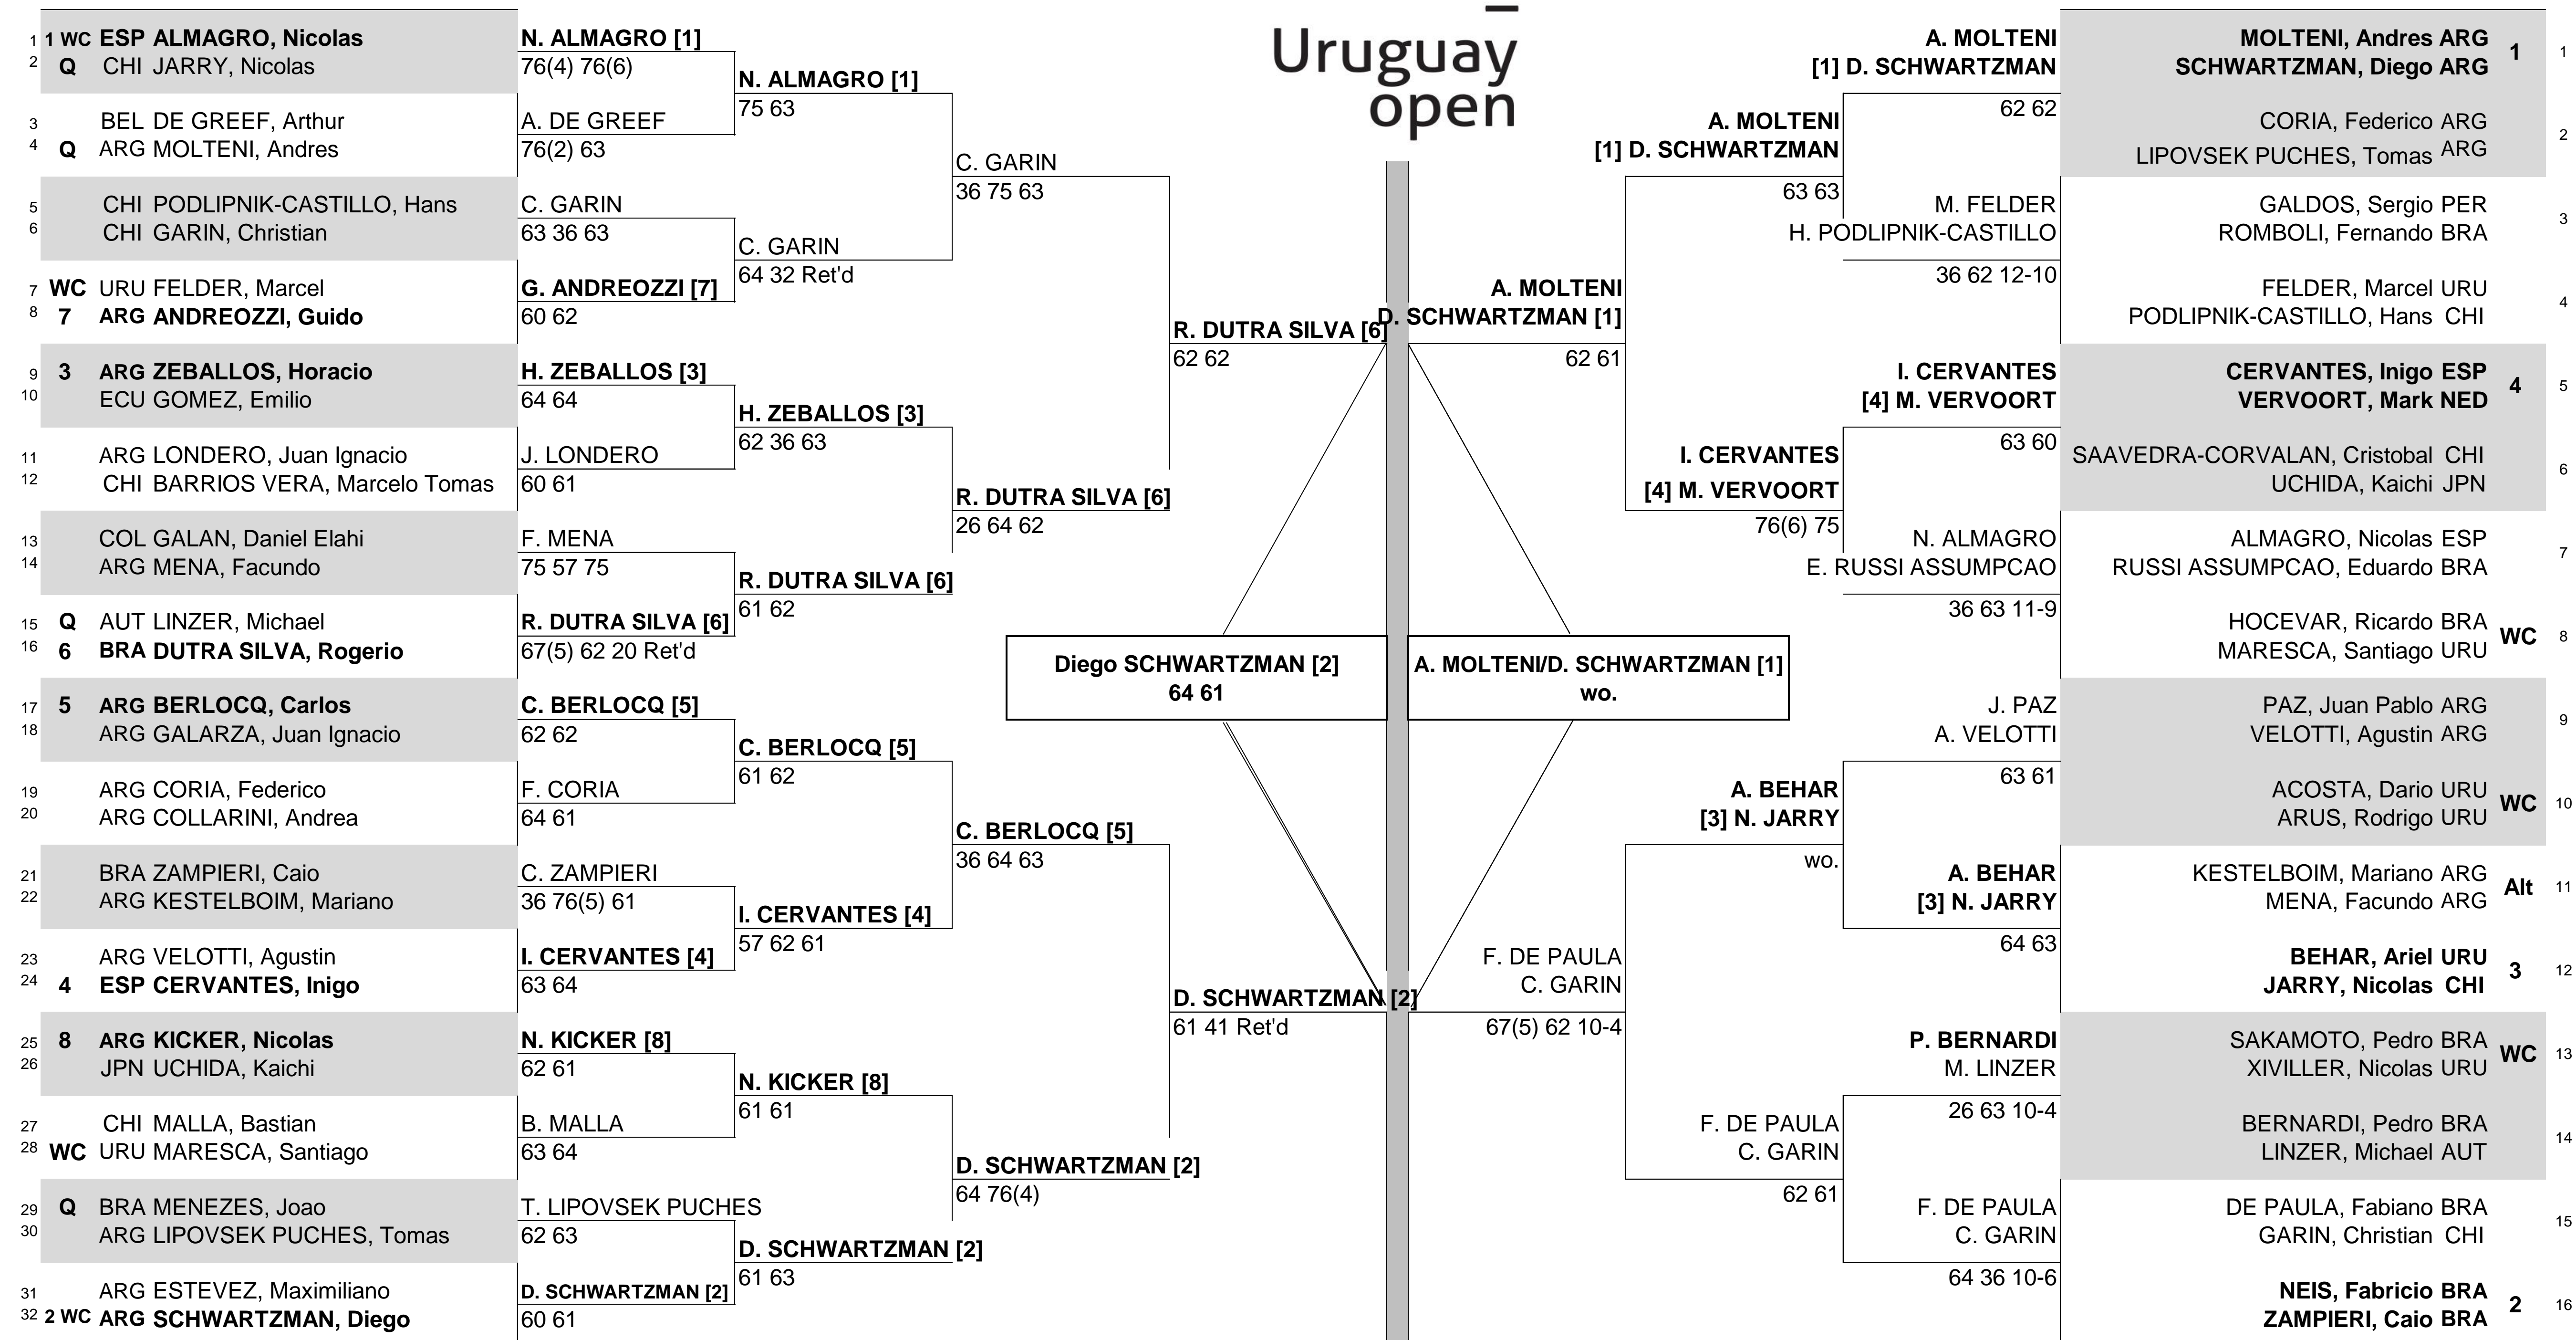 Uruguay
open
1 1 WC ESP ALMAGRO, Nicolas
2 Q CHI JARRY, Nicolas
3 BEL DE GREEF, Arthur
4 Q ARG MOLTENI, Andres
5 CHI PODLIPNIK-CASTILLO, Hans
6 CHI GARIN, Christian
7 WC URU FELDER, Marcel
8 7 ARG ANDREOZZI, Guido
9 3 ARG ZEBALLOS, Horacio
10 ECU GOMEZ, Emilio
11 ARG LONDERO, Juan Ignacio
12 CHI BARRIOS VERA, Marcelo Tomas
13 COL GALAN, Daniel Elahi
14 ARG MENA, Facundo
15 Q AUT LINZER, Michael
16 6 BRA DUTRA SILVA, Rogerio
17 5 ARG BERLOCQ, Carlos
18 ARG GALARZA, Juan Ignacio
19 ARG CORIA, Federico
20 ARG COLLARINI, Andrea
21 BRA ZAMPIERI, Caio
22 ARG KESTELBOIM, Mariano
23 ARG VELOTTI, Agustin
24 4 ESP CERVANTES, Inigo
25 8 ARG KICKER, Nicolas
26 JPN UCHIDA, Kaichi
27 CHI MALLA, Bastian
28 WC URU MARESCA, Santiago
29 Q BRA MENEZES, Joao
30 ARG LIPOVSEK PUCHES, Tomas
31 ARG ESTEVEZ, Maximiliano
32 2 WC ARG SCHWARTZMAN, Diego
N. ALMAGRO [1]
76(4) 76(6)
A. DE GREEF
76(2) 63
C. GARIN
63 36 63
G. ANDREOZZI [7]
60 62
H. ZEBALLOS [3]
64 64
J. LONDERO
60 61
F. MENA
75 57 75
R. DUTRA SILVA [6]
67(5) 62 20 Ret'd
C. BERLOCQ [5]
62 62
F. CORIA
64 61
C. ZAMPIERI
36 76(5) 61
I. CERVANTES [4]
63 64
N. KICKER [8]
62 61
B. MALLA
63 64
T. LIPOVSEK PUCHES
62 63
D. SCHWARTZMAN [2]
60 61
N. ALMAGRO [1]
75 63
C. GARIN
64 32 Ret'd
H. ZEBALLOS [3]
62 36 63
R. DUTRA SILVA [6]
61 62
C. BERLOCQ [5]
61 62
I. CERVANTES [4]
57 62 61
N. KICKER [8]
61 61
D. SCHWARTZMAN [2]
61 63
C. GARIN
36 75 63
R. DUTRA SILVA [6]
26 64 62
C. BERLOCQ [5]
36 64 63
D. SCHWARTZMAN [2]
64 76(4)
R. DUTRA SILVA [6]
62 62
D. SCHWARTZMAN [2]
61 41 Ret'd
Diego SCHWARTZMAN [2]
64 61
A. MOLTENI/D. SCHWARTZMAN [1]
wo.
A. MOLTENI
D. SCHWARTZMAN [1]
62 61
F. DE PAULA
C. GARIN
67(5) 62 10-4
A. MOLTENI
[1] D. SCHWARTZMAN
63 63
I. CERVANTES
[4] M. VERVOORT
76(6) 75
A. BEHAR
[3] N. JARRY
wo.
F. DE PAULA
C. GARIN
62 61
A. MOLTENI
[1] D. SCHWARTZMAN
62 62
M. FELDER
H. PODLIPNIK-CASTILLO
36 62 12-10
I. CERVANTES
[4] M. VERVOORT
63 60
N. ALMAGRO
E. RUSSI ASSUMPCAO
36 63 11-9
J. PAZ
A. VELOTTI
63 61
A. BEHAR
[3] N. JARRY
64 63
P. BERNARDI
M. LINZER
26 63 10-4
F. DE PAULA
C. GARIN
64 36 10-6
MOLTENI, Andres ARG
SCHWARTZMAN, Diego ARG 1 1
CORIA, Federico ARG
LIPOVSEK PUCHES, Tomas ARG 2
GALDOS, Sergio PER
ROMBOLI, Fernando BRA 3
FELDER, Marcel URU
PODLIPNIK-CASTILLO, Hans CHI 4
CERVANTES, Inigo ESP
VERVOORT, Mark NED 4 5
SAAVEDRA-CORVALAN, Cristobal CHI
UCHIDA, Kaichi JPN 6
ALMAGRO, Nicolas ESP
RUSSI ASSUMPCAO, Eduardo BRA 7
HOCEVAR, Ricardo BRA
MARESCA, Santiago URU WC 8
PAZ, Juan Pablo ARG
VELOTTI, Agustin ARG 9
ACOSTA, Dario URU
ARUS, Rodrigo URU WC 10
KESTELBOIM, Mariano ARG
MENA, Facundo ARG Alt 11
BEHAR, Ariel URU
JARRY, Nicolas CHI 3 12
SAKAMOTO, Pedro BRA
XIVILLER, Nicolas URU WC 13
BERNARDI, Pedro BRA
LINZER, Michael AUT 14
DE PAULA, Fabiano BRA
GARIN, Christian CHI 15
NEIS, Fabricio BRA
ZAMPIERI, Caio BRA 2 16